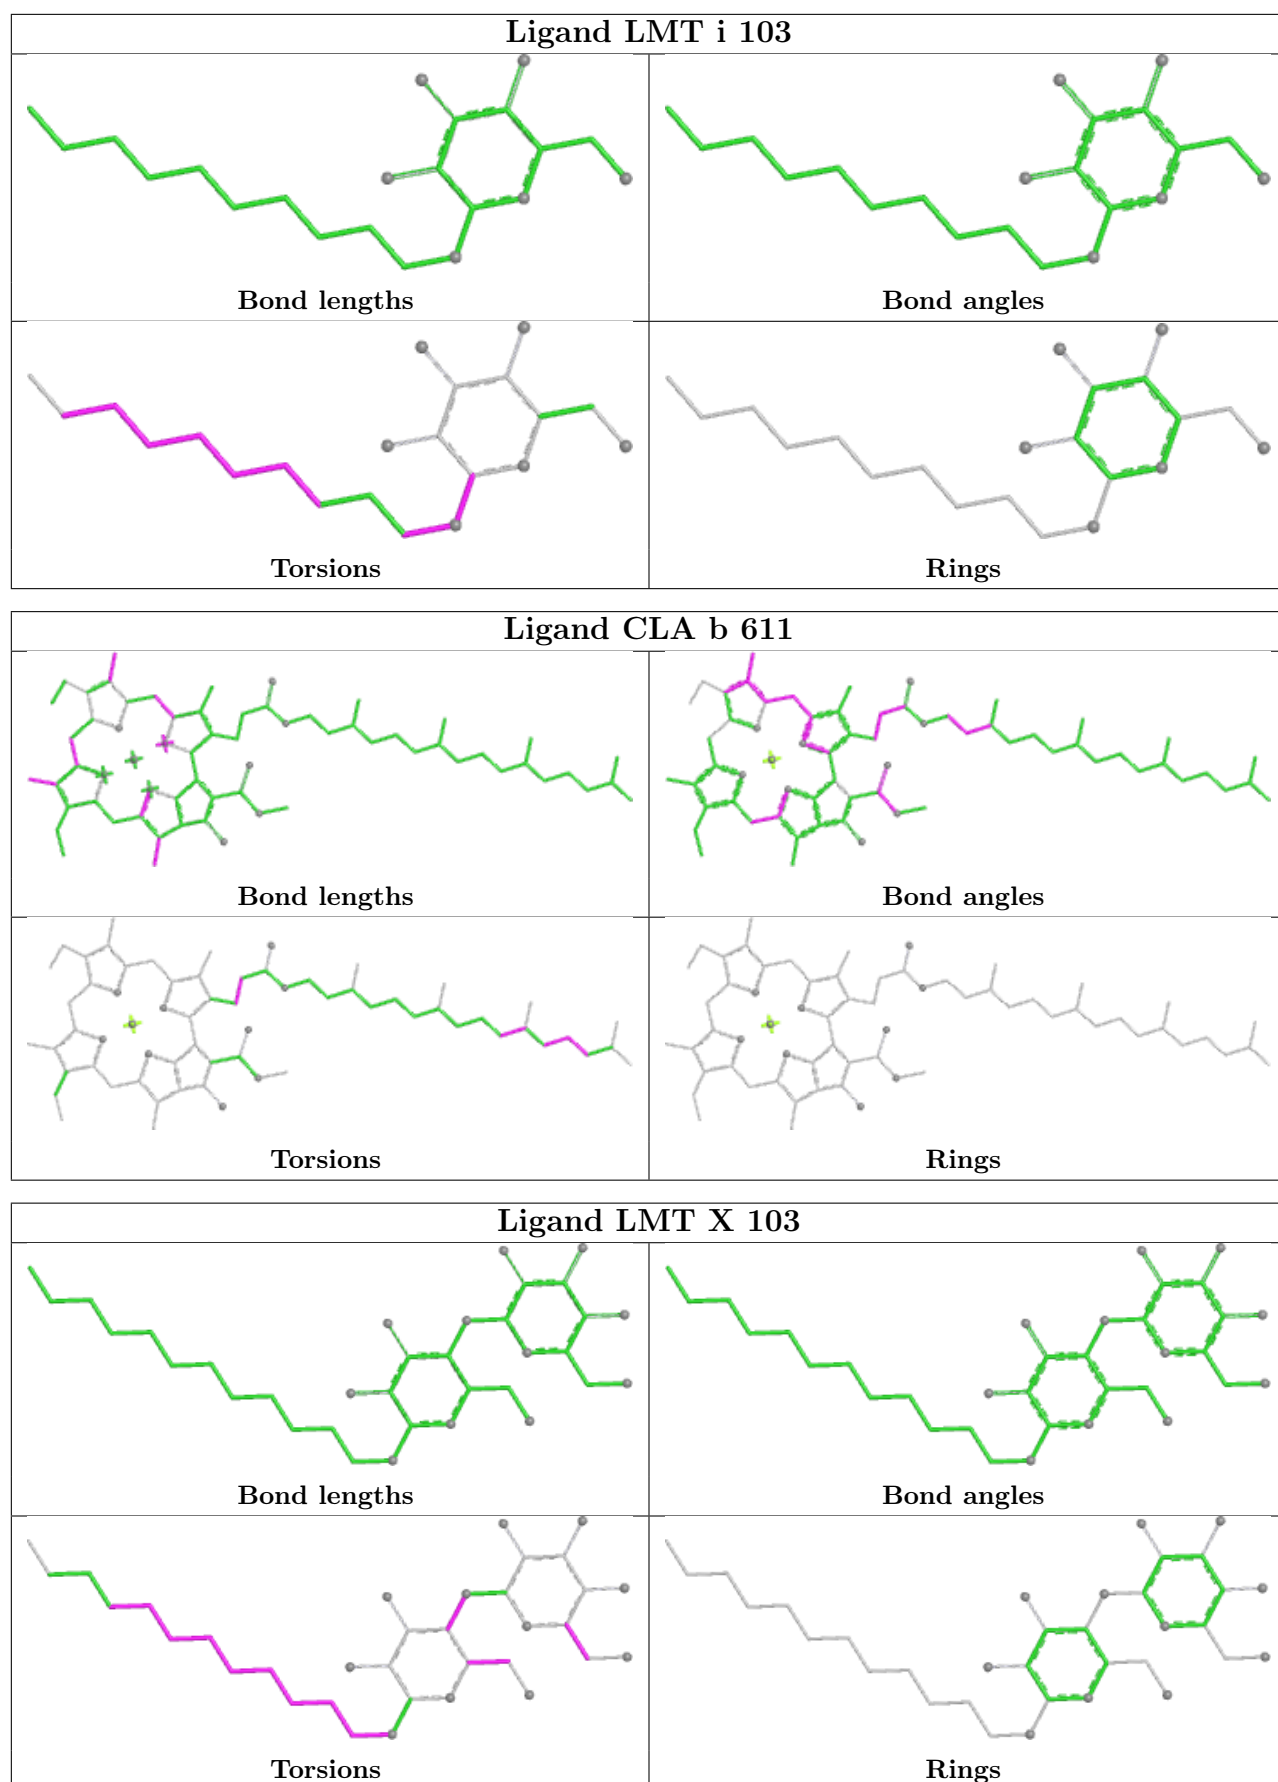 Ligand LMT i 103
Bond lengths
Bond angles
Torsions
Rings
Ligand CLA b 611
Bond lengths
Bond angles
Torsions
Rings
Ligand LMT X 103
Bond lengths
Bond angles
Torsions
Rings